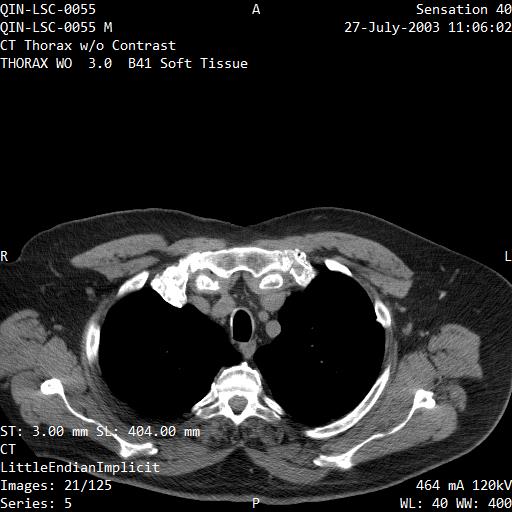 QIN-LSC-0055
A
Sensation 40
QIN-LSC-0055 M
27-July-2003 11:06:02
CT Thorax w/o Contrast
THORAX WO 3.0 B41 Soft Tissue
R
L
ST: 3.00 mm SL: 404.00 mm
CT
LittleEndianImplicit
Images: 21/125
464 mA 120kV
Series: 5
P
WL: 40 WW: 400